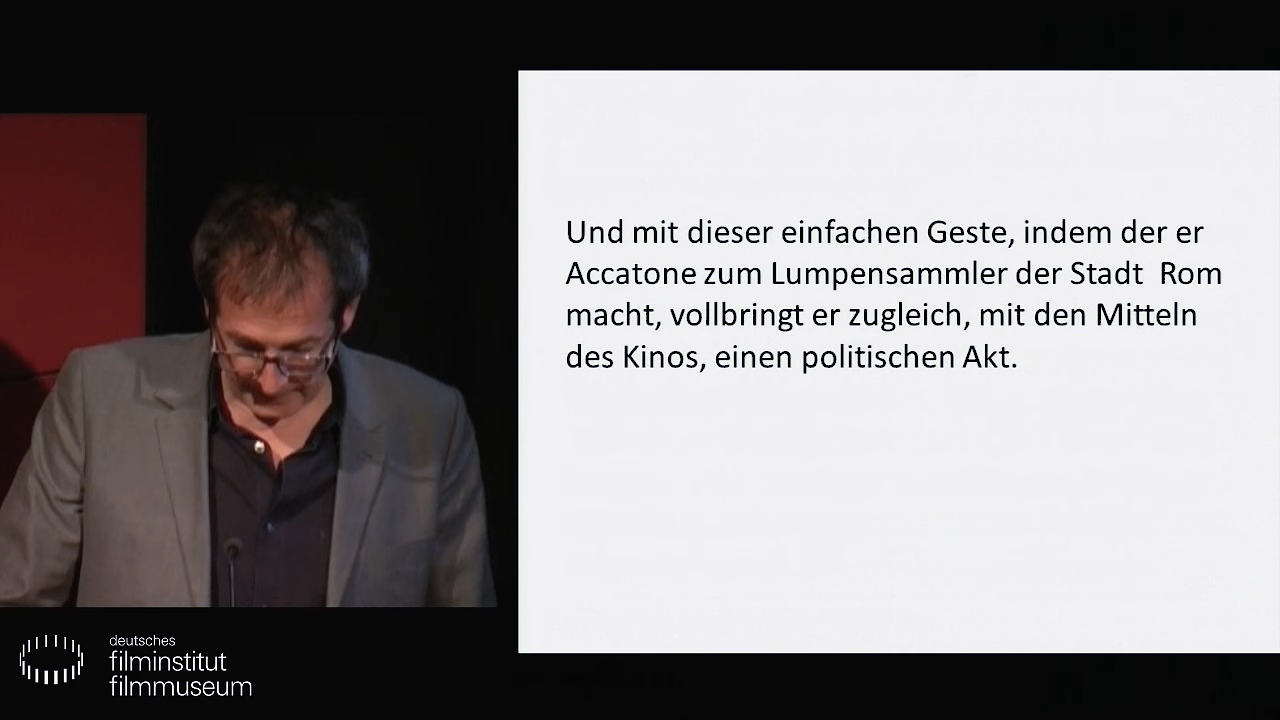 Und mit dieser einfachen Geste, indem der er
Accatone zum Lumpensammler der Stadt  Rom
macht, vollbringt er zugleich, mit den Mitteln
des Kinos, einen politischen Akt.
deutsches
filminstitut
filmmuseum